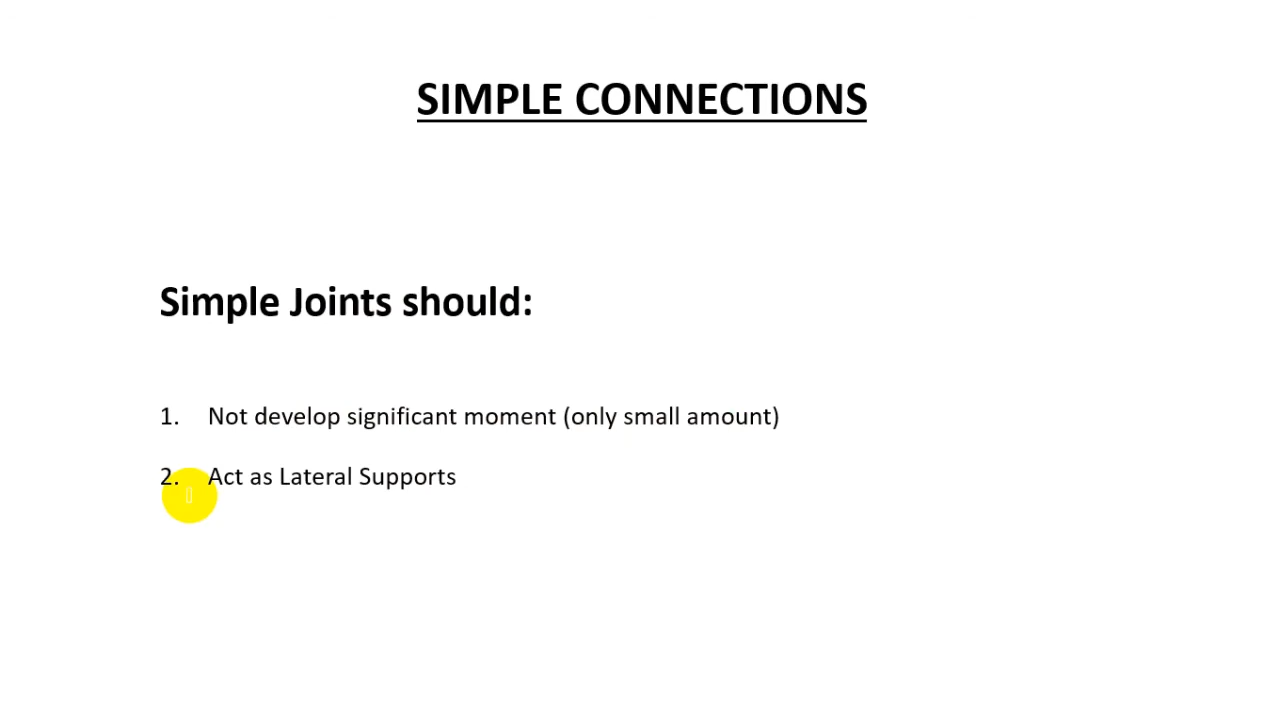 SIMPLE CONNECTIONS
Simple Joints should:
1. Not develop significant moment (only small amount)
2. Act as Lateral Supports